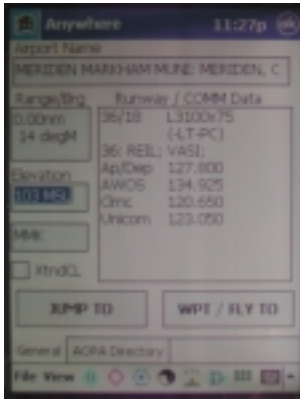 Anywhere 11:27p
Airport Name
MERIDEN MARKHAM MUNI: MERIDEN, C
Range/Brg Runway / COMM Data
0.00nm
14 degM
36/18 L3100x75
(-LT-PC)
36: REIL; VASI;
Ap/Dep 127.800
AWOS 134.925
Clrnc 120.650
Unicom 123.050
Elevation
103 MSL
MMK
XtndCL
JUMP TO WPT / FLY TO
General AOPA Directory
File View